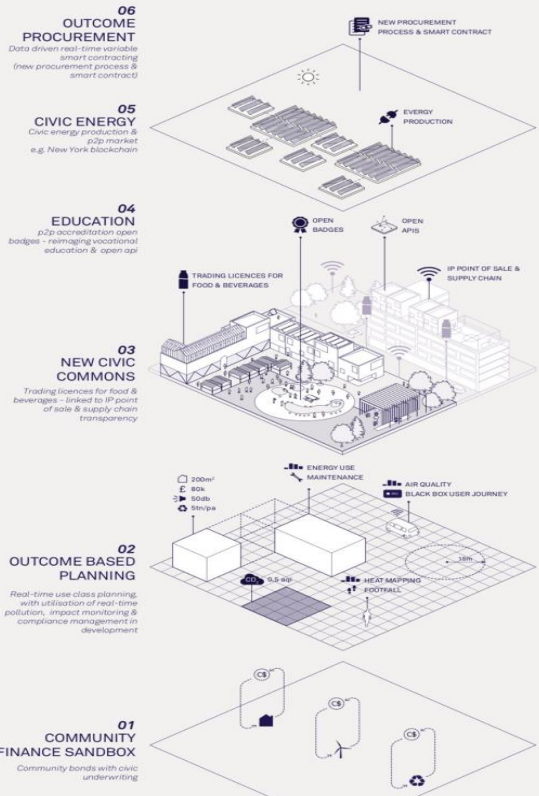 06
OUTCOME
PROCUREMENT
Data driven real-time variable
smart contracting
(new procurement process &
smart contract)
NEW PROCUREMENT
PROCESS & SMART CONTRACT
05
CIVIC ENERGY
Civic energy production &
p2p market
e.g. New York blockchain
EVERGY
PRODUCTION
04
EDUCATION
p2p accreditation open
badges - reimaging vocational
education & open api
OPEN
BADGES
OPEN
APIS
TRADING LICENCES FOR
FOOD & BEVERAGES
IP POINT OF SALE &
SUPPLY CHAIN
03
NEW CIVIC
COMMONS
Trading licences for food &
beverages - linked to IP point
of sale & supply chain
transparency
200m²
£ 80k
50db
5tn/pa
ENERGY USE
MAINTENANCE
AIR QUALITY
BLACK BOX USER JOURNEY
02
OUTCOME BASED
PLANNING
Real-time use class planning,
with utilisation of real-time
pollution, impact monitoring &
compliance management in
development
CO₂
HEAT MAPPING
FOOTFALL
C$
C$
C$
01
COMMUNITY
FINANCE SANDBOX
Community bonds with civic
underwriting